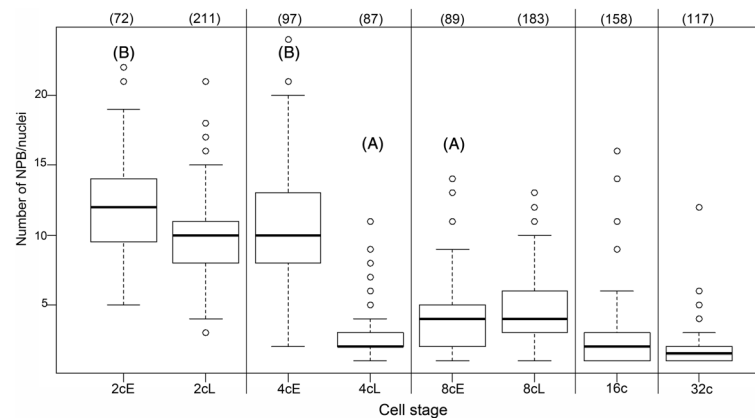 (72) (211) (97) (87) (89) (183) (158) (117)
(B) (B)
(A) (A)
Number of NPB/nuclei
20
15
10
5
2cE 2cL 4cE 4cL 8cE 8cL 16c 32c
Cell stage